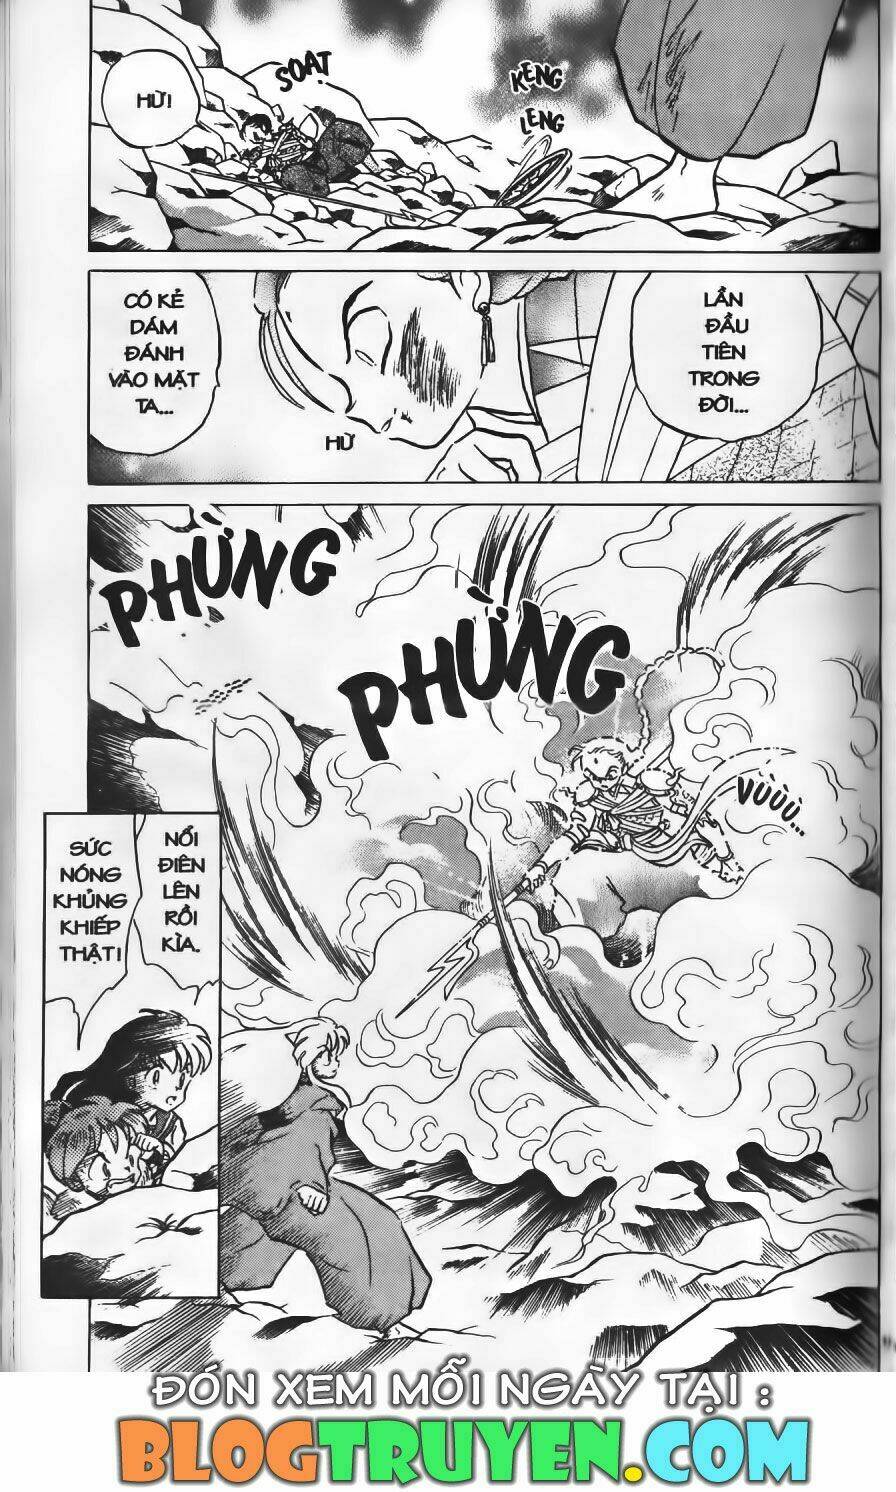 SOẠT
HỪ!
KENG
LENG
CÓ KẺ
DÁM
ĐÁNH
VÀO MẶT
TA...
LẦN
ĐẦU
TIÊN
TRONG
ĐỜI...
HỪ
PHỪNG
PHỪNG
VÙÙÙ...
NỔI
ĐIÊN
LÊN
RỒI
KÌA.
SỨC
NÓNG
KHỦNG
KHIẾP
THẬT!
ĐÓN XEM MỖI NGÀY TẠI :
BLOGTRUYEN.COM